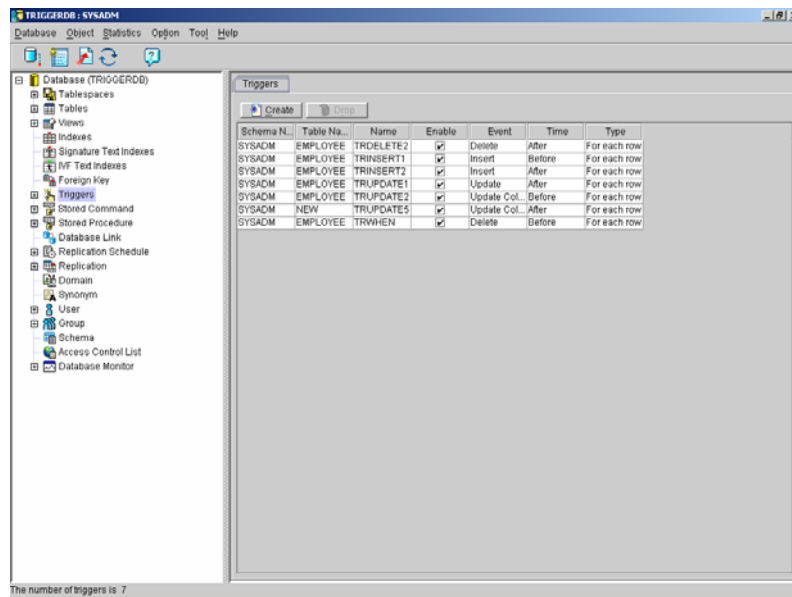 TRIGGERDB : SYSADM
Database Object Statistics Option Tool Help
Database (TRIGGERDB)
Tablespaces
Tables
Views
Indexes
Signature Text Indexes
IVF Text Indexes
Foreign Key
Triggers
Stored Command
Stored Procedure
Database Link
Replication Schedule
Replication
Domain
Synonym
User
Group
Schema
Access Control List
Database Monitor
Triggers
Create Drop
Schema N... Table Na... Name Enable Event Time Type
SYSADM EMPLOYEE TRDELETE2 Delete After For each row
SYSADM EMPLOYEE TRINSERT1 Insert Before For each row
SYSADM EMPLOYEE TRINSERT2 Insert After For each row
SYSADM EMPLOYEE TRUPDATE1 Update After For each row
SYSADM EMPLOYEE TRUPDATE2 Update Col... Before For each row
SYSADM NEW TRUPDATE5 Update Col... After For each row
SYSADM EMPLOYEE TRWHEN Delete Before For each row
The number of triggers is 7